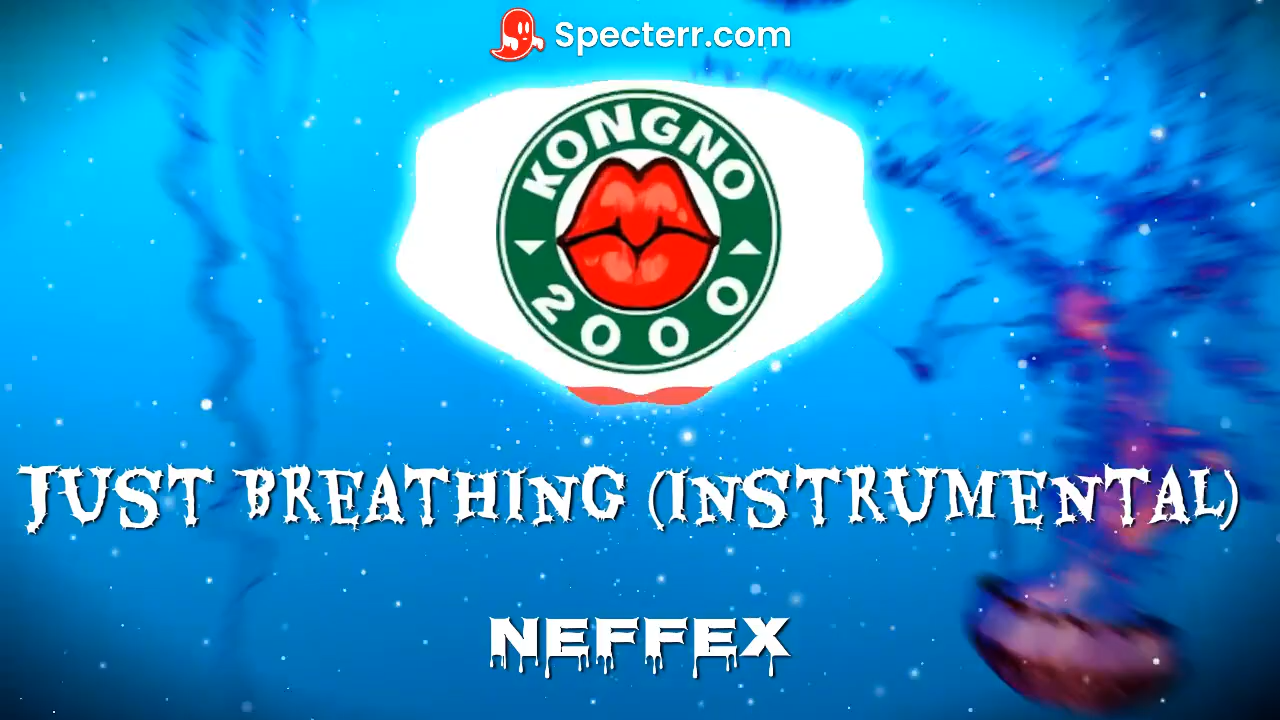 Specterr.com
KONGNO
2000
JUST BREATHING (INSTRUMENTAL)
NEFFEX